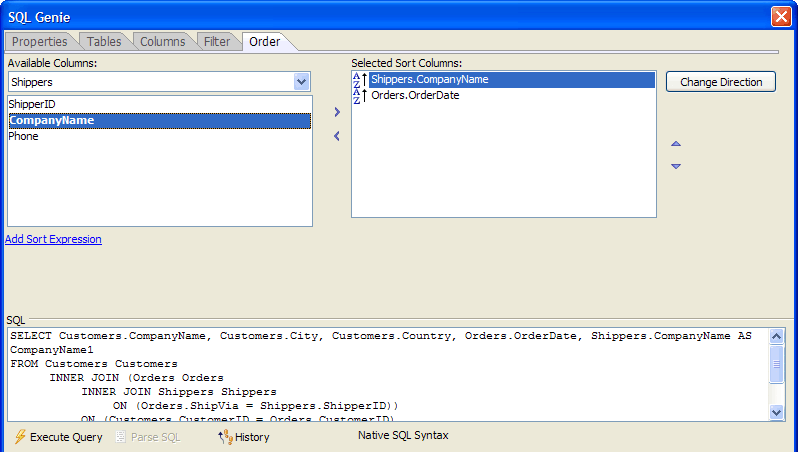 SQL Genie
Properties Tables Columns Filter Order
Available Columns:
Shippers
ShipperID
CompanyName
Phone
Add Sort Expression
Selected Sort Columns:
AZ Shippers.CompanyName
AZ Orders.OrderDate
Change Direction
SQL
SELECT Customers.CompanyName, Customers.City, Customers.Country, Orders.OrderDate, Shippers.CompanyName AS
CompanyName1
FROM Customers Customers
INNER JOIN (Orders Orders
INNER JOIN Shippers Shippers
ON (Orders.ShipVia = Shippers.ShipperID))
ON (Customers.CustomerID = Orders.CustomerID)
Execute Query Parse SQL History Native SQL Syntax